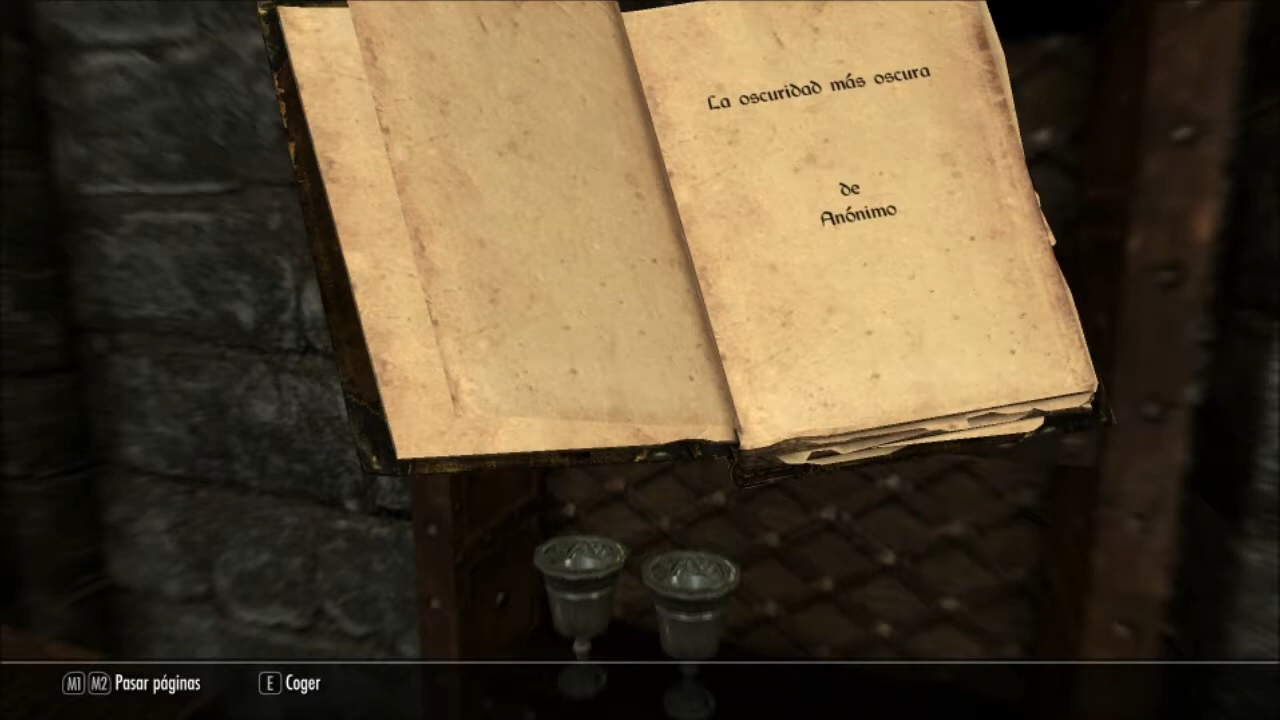 La oscuridad más oscura
de
Anónimo
M1 M2 Pasar páginas
E Coger